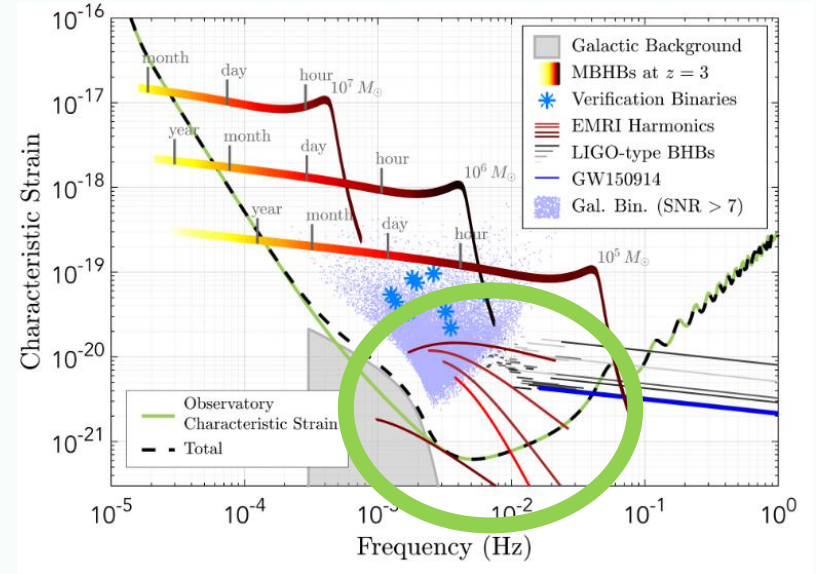 10^-16
10^-17
10^-18
10^-19
10^-20
10^-21
Characteristic Strain
month
day
hour
10^7 M_⊙
year
month
day
hour
10^6 M_⊙
year
month
day
hour
10^5 M_⊙
Galactic Background
MBHBs at z = 3
Verification Binaries
EMRI Harmonics
LIGO-type BHBs
GW150914
Gal. Bin. (SNR > 7)
Observatory
Characteristic Strain
Total
10^-5
10^-4
10^-3
10^-2
10^-1
10^0
Frequency (Hz)